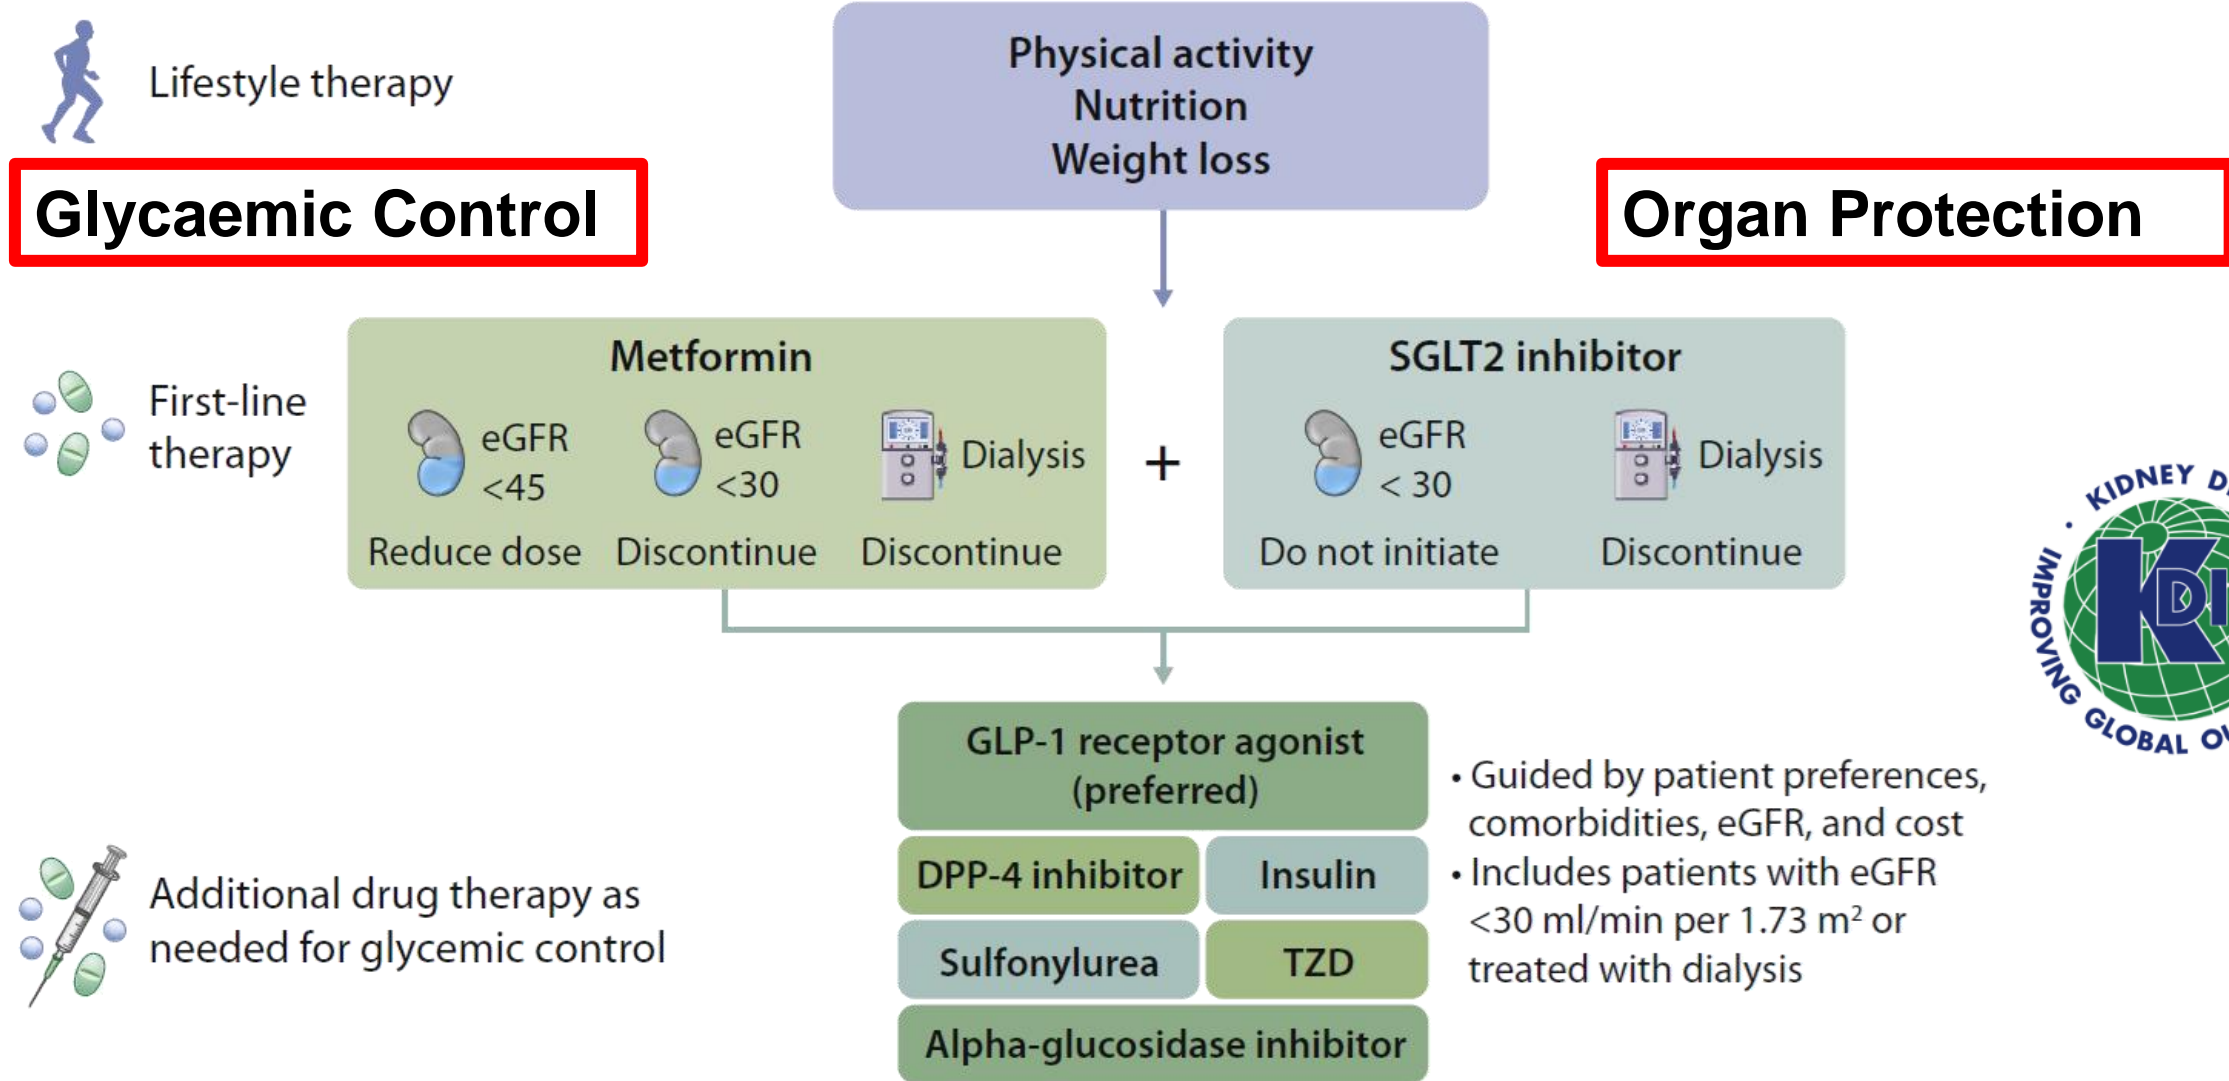 Lifestyle therapy
Physical activity
Nutrition
Weight loss
Glycaemic Control
Organ Protection
First-line
therapy
Metformin
eGFR
<45
Reduce dose
eGFR
<30
Discontinue
Dialysis
Discontinue
+
SGLT2 inhibitor
eGFR
< 30
Do not initiate
Dialysis
Discontinue
KIDNEY
IMPROVING GLOBAL
Additional drug therapy as
needed for glycemic control
GLP-1 receptor agonist
(preferred)
DPP-4 inhibitor
Insulin
Sulfonylurea
TZD
Alpha-glucosidase inhibitor
• Guided by patient preferences,
comorbidities, eGFR, and cost
• Includes patients with eGFR
<30 ml/min per 1.73 m² or
treated with dialysis